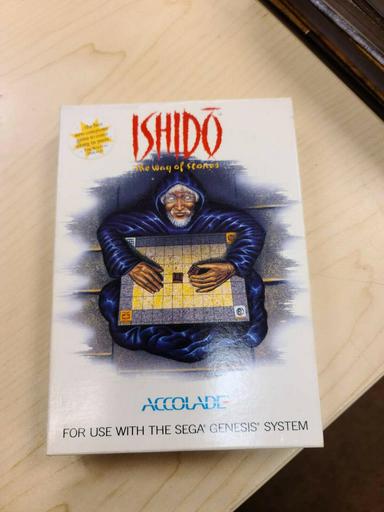 ISHIDŌ
The Way of Stones
ACCOLADE
FOR USE WITH THE SEGA® GENESIS® SYSTEM